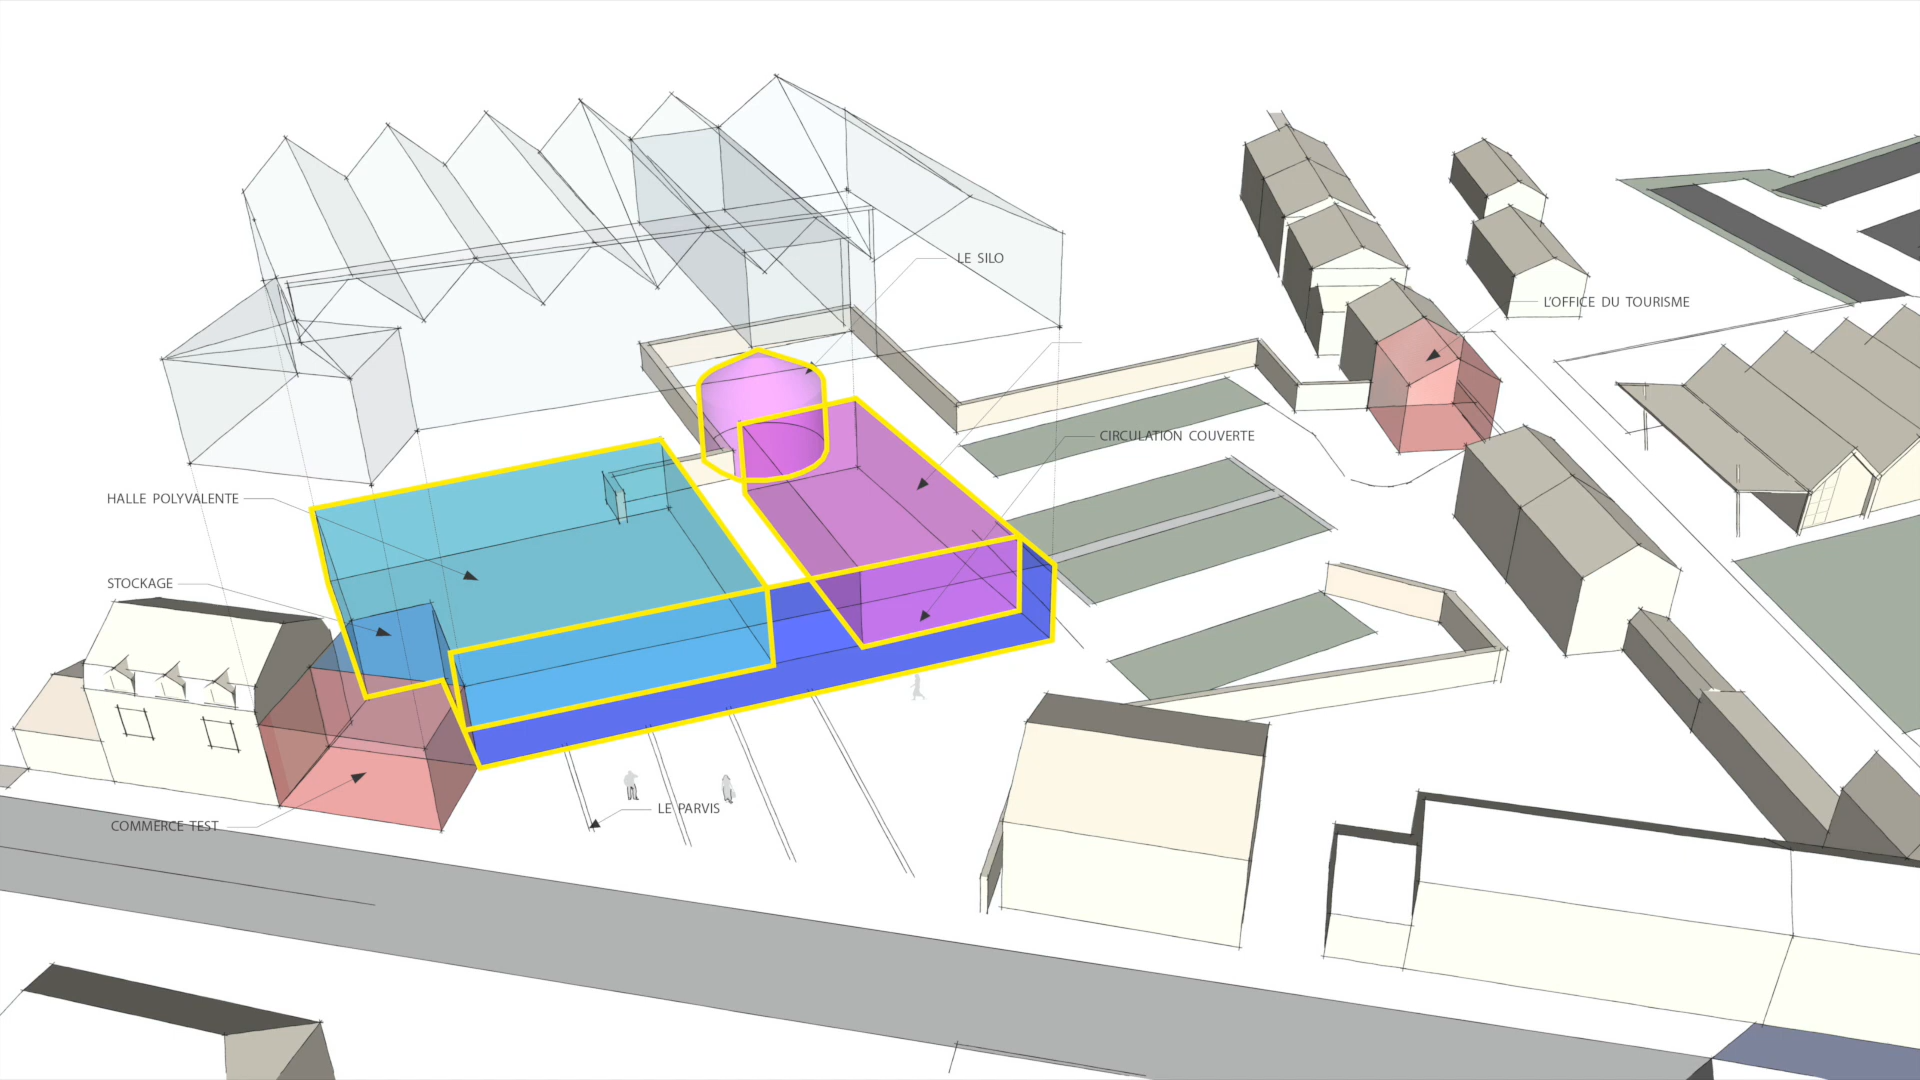 LE SILO
L'OFFICE DU TOURISME
CIRCULATION COUVERTE
HALLE POLYVALENTE
STOCKAGE
LE PARVIS
COMMERCE TEST